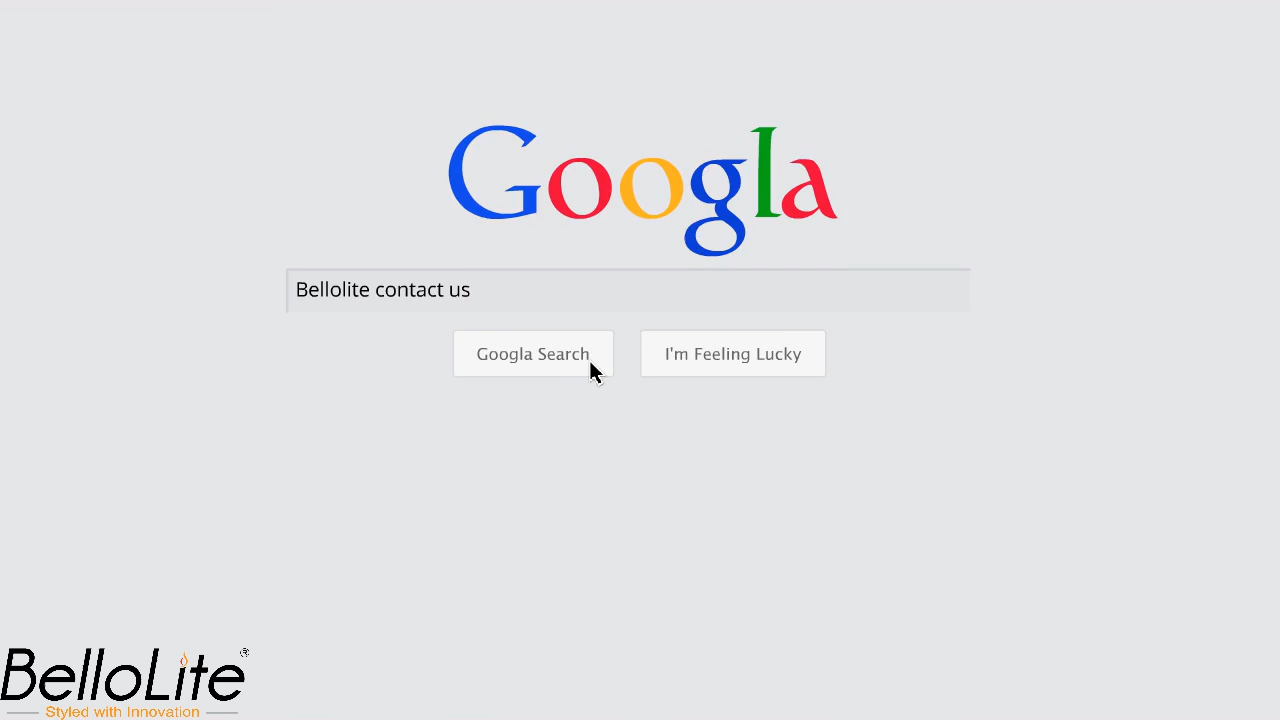 Googla
Bellolite contact us
Googla Search
I'm Feeling Lucky
BelloLite®
Styled with Innovation